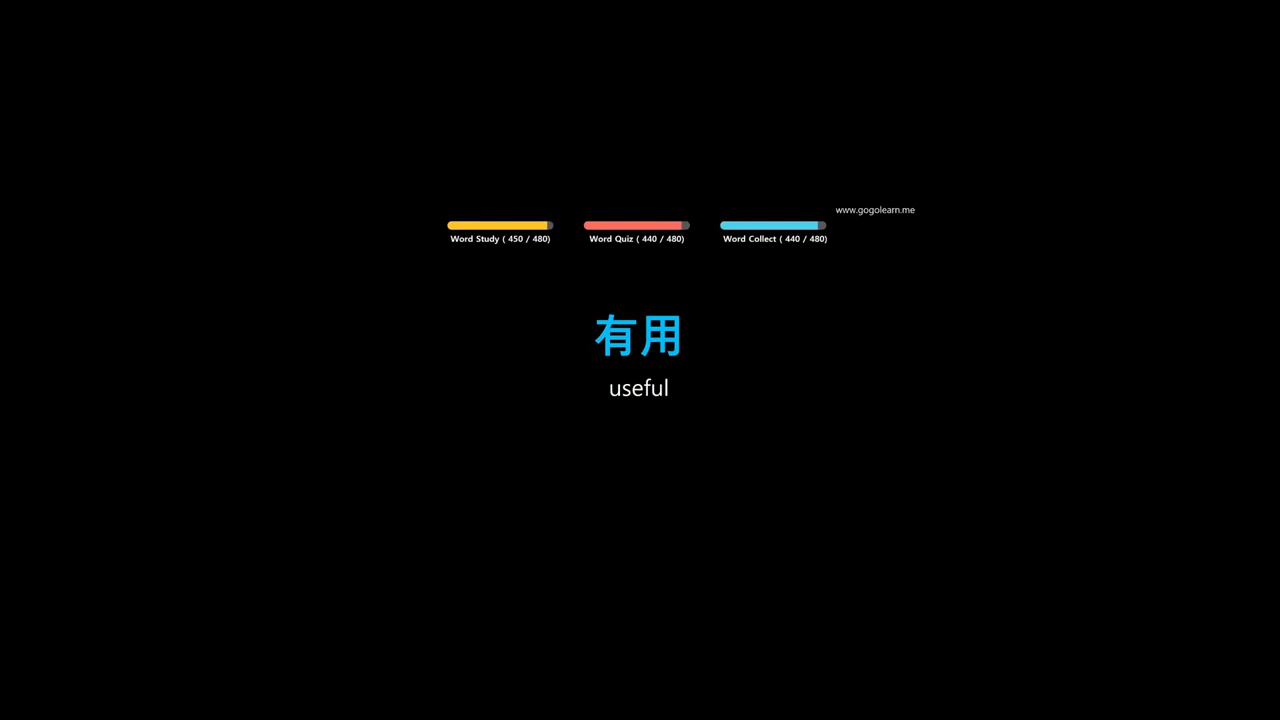 www.gogolearn.me
Word Study ( 450 / 480)
Word Quiz ( 440 / 480)
Word Collect ( 440 / 480)
有用
useful